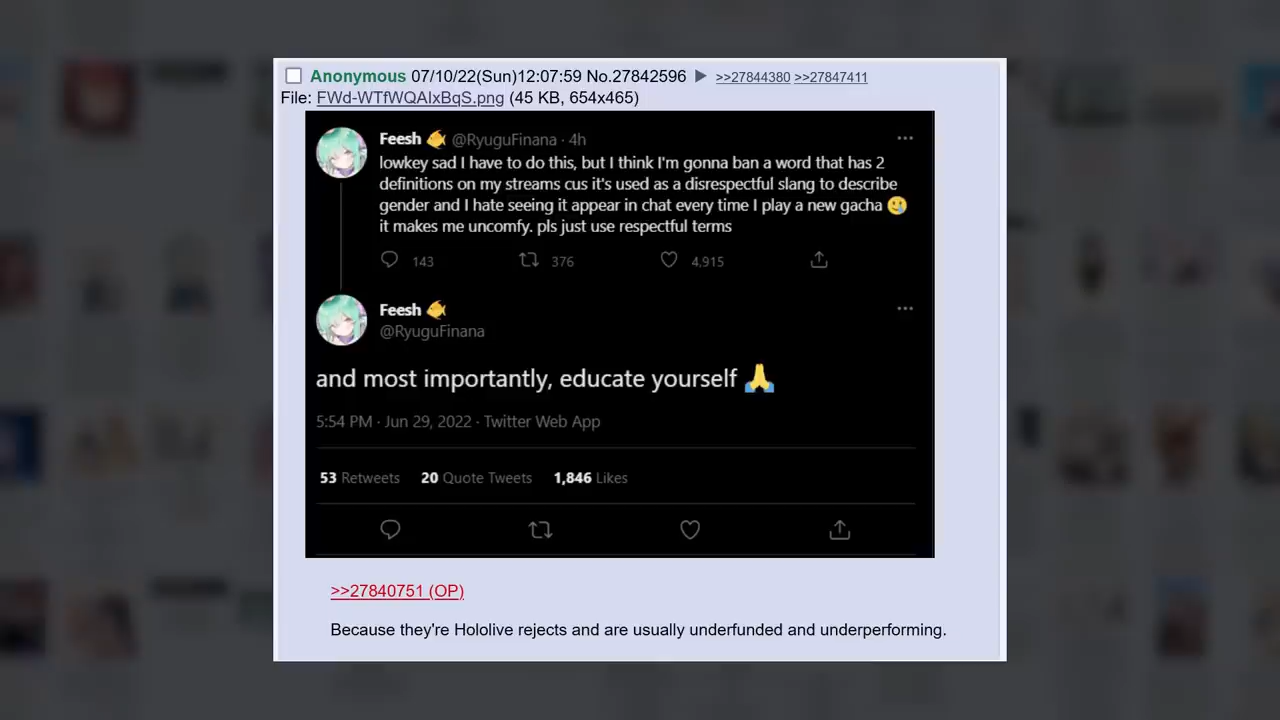 Anonymous 07/10/22(Sun)12:07:59 No.27842596 ▶ >>27844380 >>27847411
File: FWd-WTfWQAIxBqS.png (45 KB, 654x465)
Feesh 🐠 @RyuguFinana · 4h
lowkey sad I have to do this, but I think I'm gonna ban a word that has 2
definitions on my streams cus it's used as a disrespectful slang to describe
gender and I hate seeing it appear in chat every time I play a new gacha 🥲
it makes me uncomfy. pls just use respectful terms
143 376 4,915
Feesh 🐠
@RyuguFinana
and most importantly, educate yourself 🙏
5:54 PM · Jun 29, 2022 · Twitter Web App
53 Retweets 20 Quote Tweets 1,846 Likes
>>27840751 (OP)
Because they're Hololive rejects and are usually underfunded and underperforming.